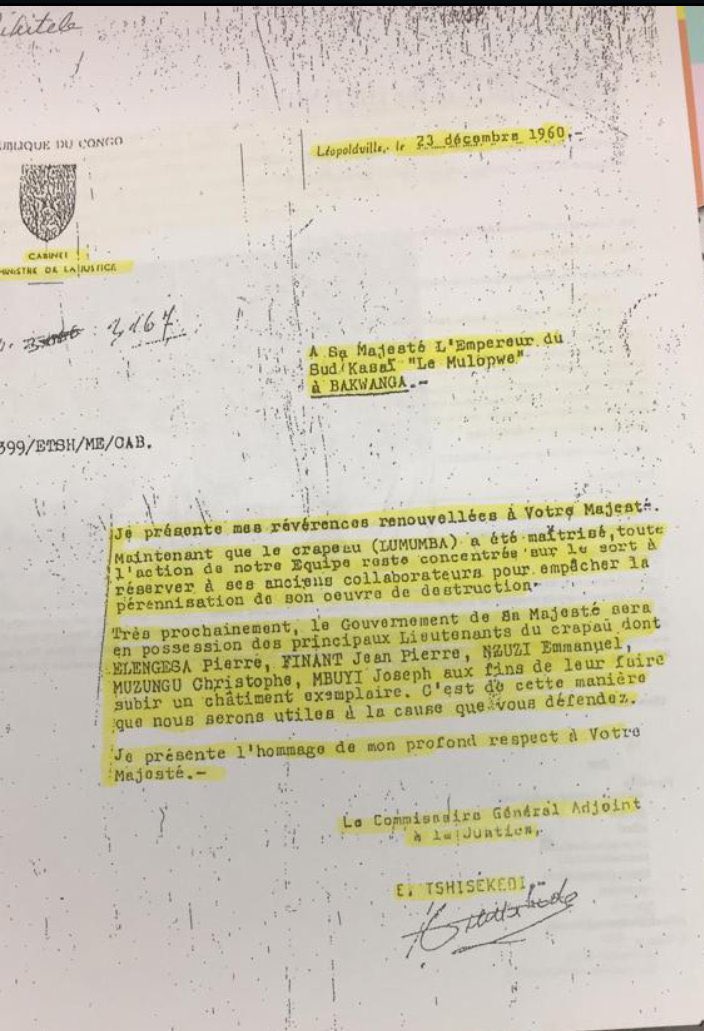 UBLIQUE DU CONGO
Léopoldville, le 23 décembre 1960.-
CABINET
MINISTRE DE LA JUSTICE
3.167
A Sa Majesté L'Empereur du
Sud/Kasaï "Le Mulopwe"
à BAKWANGA.-
399/ETSH/ME/CAB.
Je présente mes révérences renouvellées à Votre Majesté.
Maintenant que le crapeau (LUMUMBA) a été maîtrisé, toute
l'action de notre Equipe reste concentrée sur le sort à
réserver à ses anciens collaborateurs pour empêcher la
pérennisation de son oeuvre de destruction.
Très prochainement, le Gouvernement de Sa Majesté sera
en possession des principaux Lieutenants du crapaû dont
ELENGESA Pierre, FINANT Jean Pierre, NZUZI Emmanuel,
MUZUNGU Christophe, MBUYI Joseph aux fins de leur faire
subir un châtiment exemplaire. C'est de cette manière
que nous serons utiles à la cause que vous défendez.
Je présente l'hommage de mon profond respect à Votre
Majesté.-
Le Commissaire Général Adjoint
à la Justice,
E. TSHISEKEDI.-